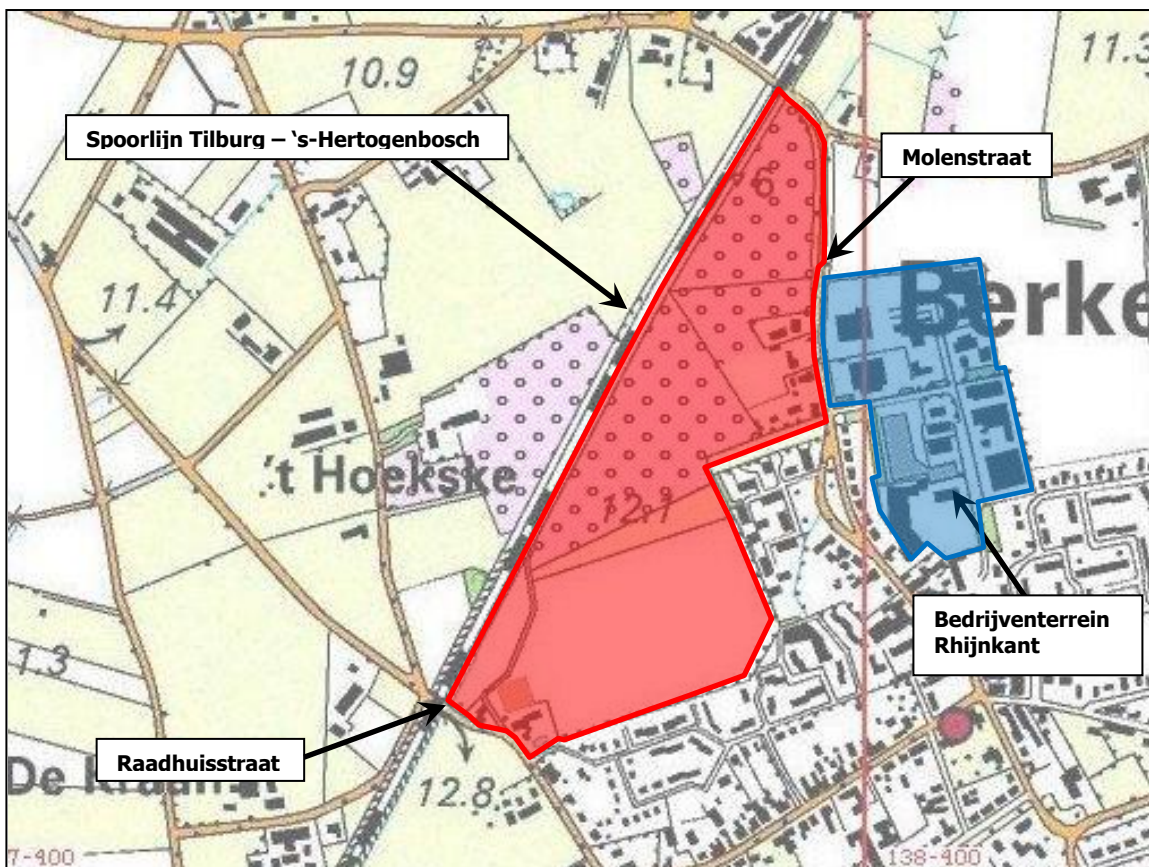 10.9
11.3
Spoorlijn Tilburg – ‘s-Hertogenbosch
Molenstraat
11.4
Berke
't Hoekske
12.1
Bedrijventerrein
Rhijnkant
1.3
Raadhuisstraat
De Kraan
12.8
7-400
138-400